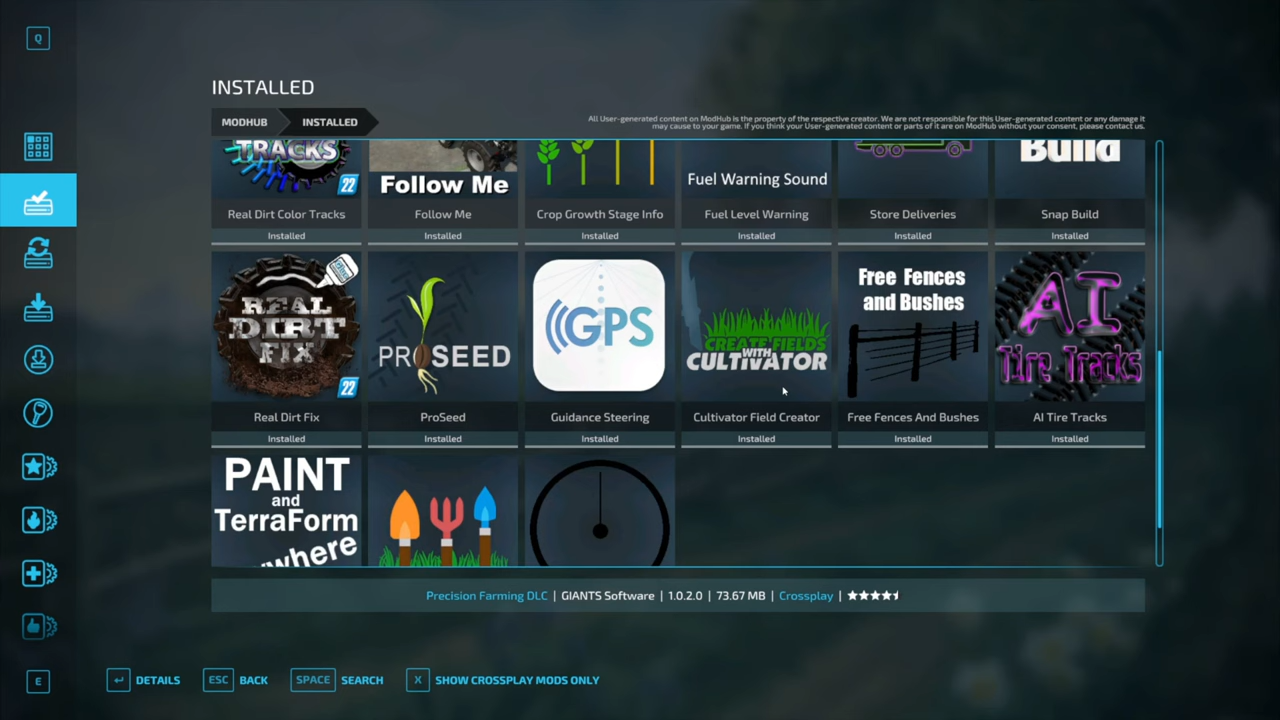 Q
INSTALLED
MODHUB INSTALLED
All User-generated content on ModHub is the property of the respective creator. We are not responsible for this User-generated content or any damage it
may cause to your game. If you think your User-generated content or parts of it are on ModHub without your consent, please contact us.
TRACKS
22
Follow Me
Fuel Warning Sound
Build
Real Dirt Color Tracks
Follow Me
Crop Growth Stage Info
Fuel Level Warning
Store Deliveries
Snap Build
Installed
Installed
Installed
Installed
Installed
Installed
REAL
DIRT
FIX
22
PROSEED
GPS
CREATE FIELDS
WITH
CULTIVATOR
Free Fences
and Bushes
AI
Tire Tracks
Real Dirt Fix
ProSeed
Guidance Steering
Cultivator Field Creator
Free Fences And Bushes
AI Tire Tracks
Installed
Installed
Installed
Installed
Installed
Installed
PAINT
and
TerraForm
where
Precision Farming DLC | GIANTS Software | 1.0.2.0 | 73.67 MB | Crossplay |
E
DETAILS
ESC BACK
SPACE SEARCH
X SHOW CROSSPLAY MODS ONLY